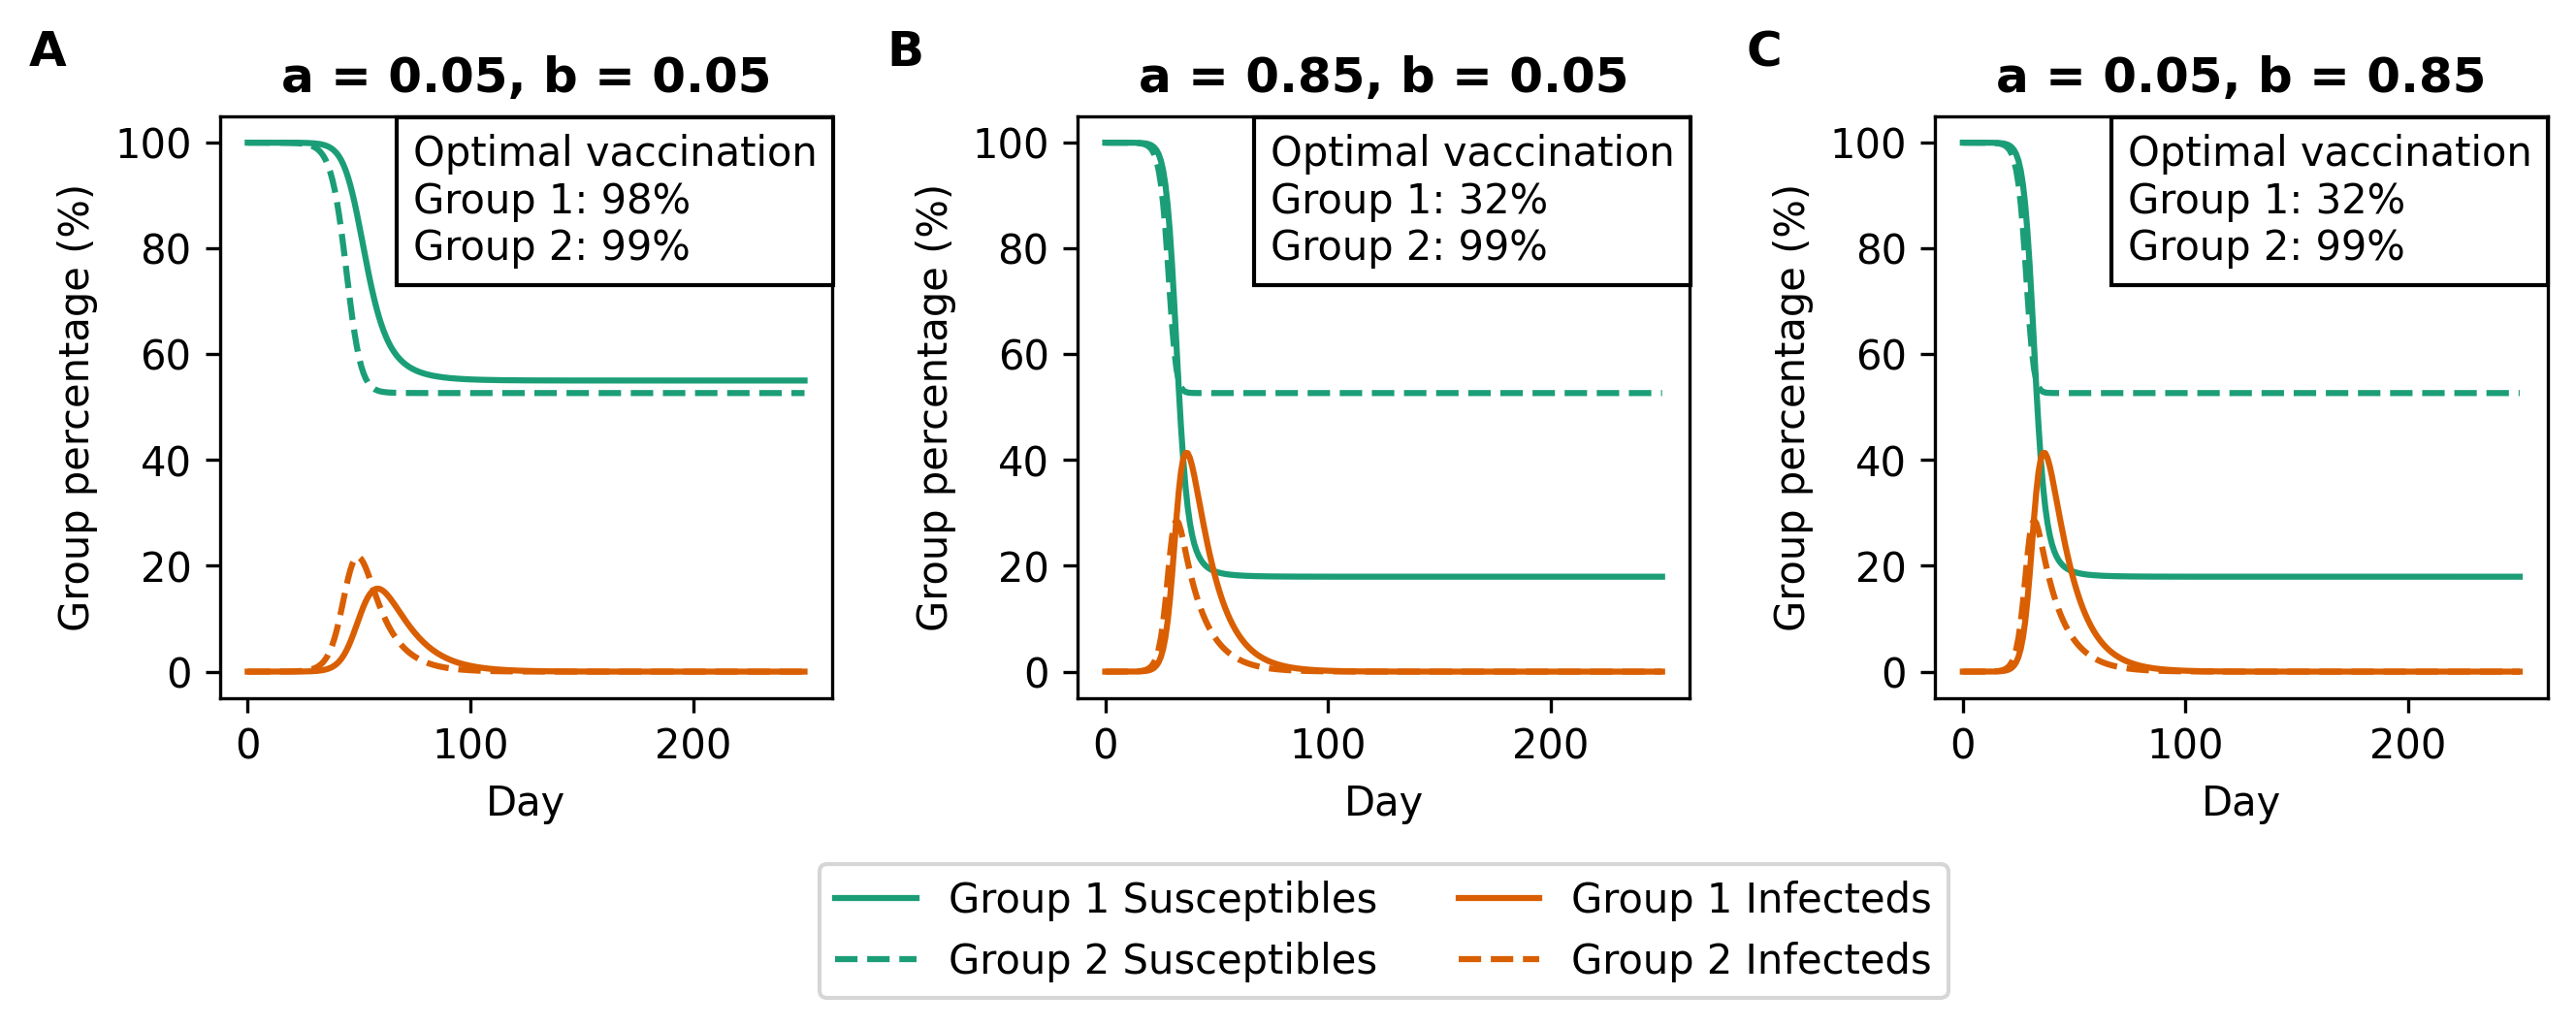 A
a = 0.05, b = 0.05
Optimal vaccination
Group 1: 98%
Group 2: 99%
Group percentage (%)
100
80
60
40
20
0
0
100
200
Day
B
a = 0.85, b = 0.05
Optimal vaccination
Group 1: 32%
Group 2: 99%
Group percentage (%)
100
80
60
40
20
0
0
100
200
Day
C
a = 0.05, b = 0.85
Optimal vaccination
Group 1: 32%
Group 2: 99%
Group percentage (%)
100
80
60
40
20
0
0
100
200
Day
Group 1 Susceptibles
Group 2 Susceptibles
Group 1 Infecteds
Group 2 Infecteds